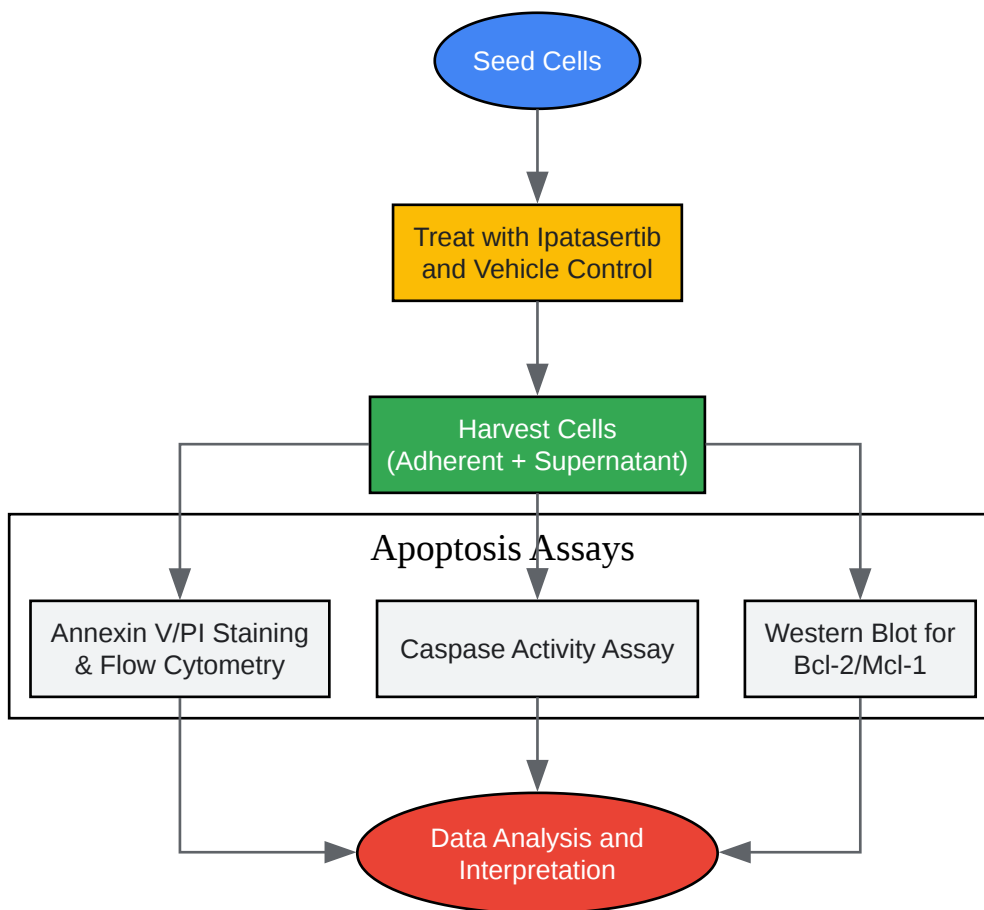 Seed Cells
Treat with Ipatasertib
and Vehicle Control
Harvest Cells
(Adherent + Supernatant)
Apoptosis Assays
Annexin V/PI Staining
& Flow Cytometry
Caspase Activity Assay
Western Blot for
Bcl-2/Mcl-1
Data Analysis and
Interpretation